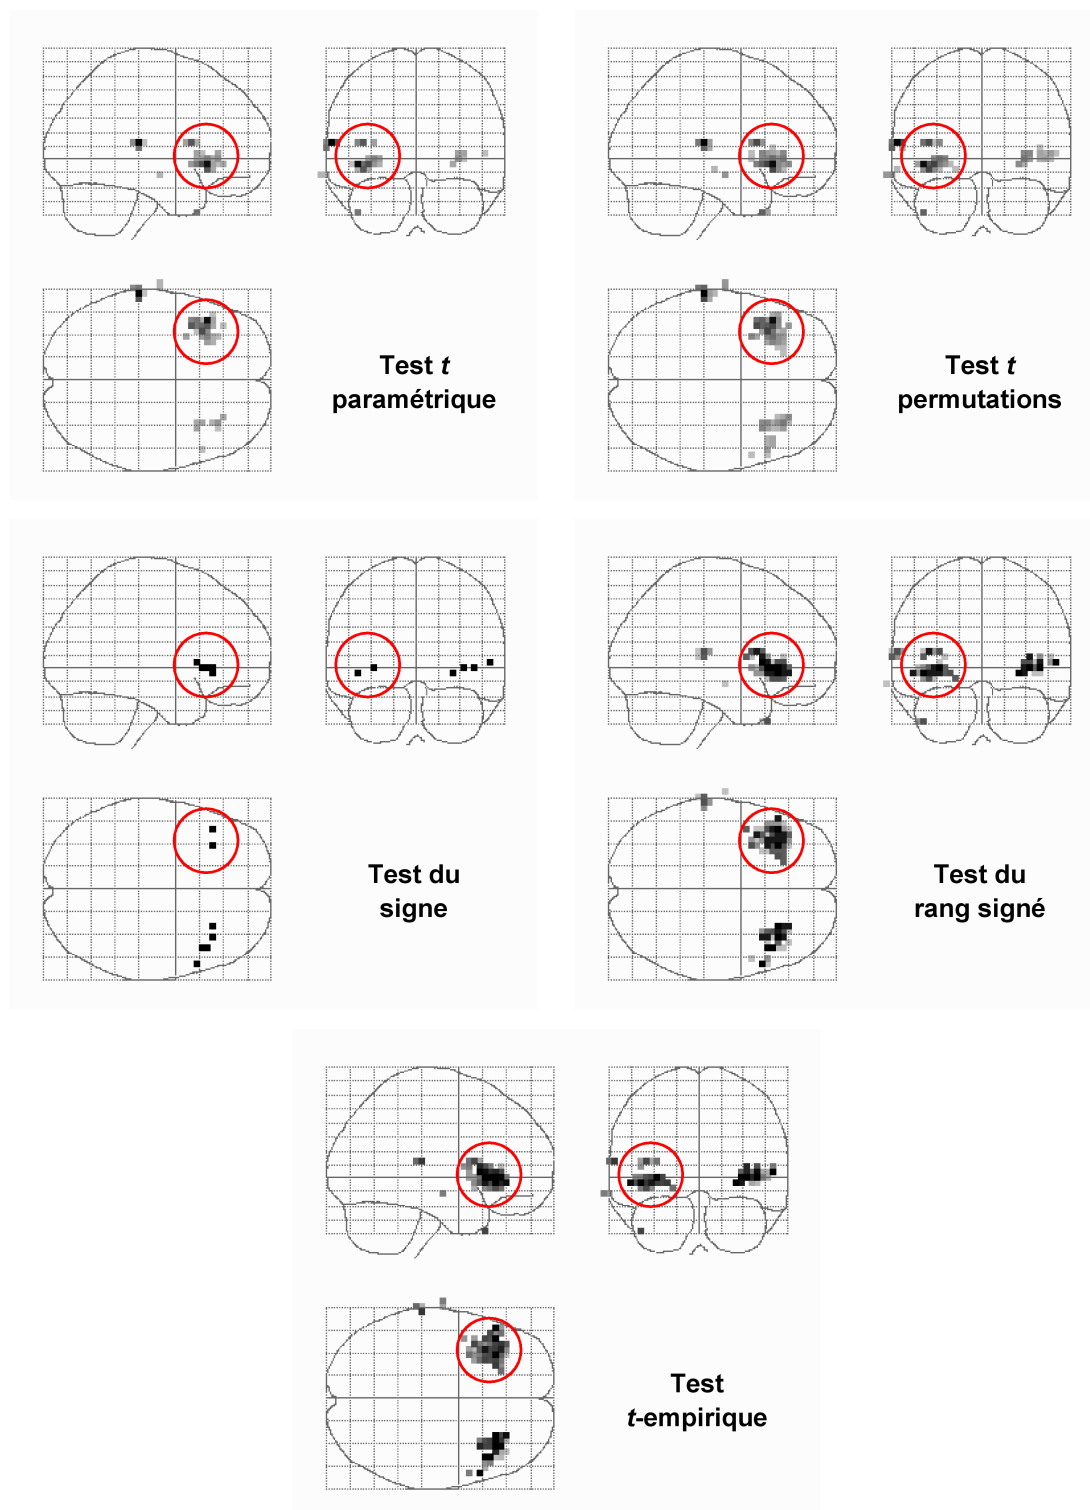 Test t
paramétrique
Test t
permutations
Test du
signe
Test du
rang signé
Test
t-empirique